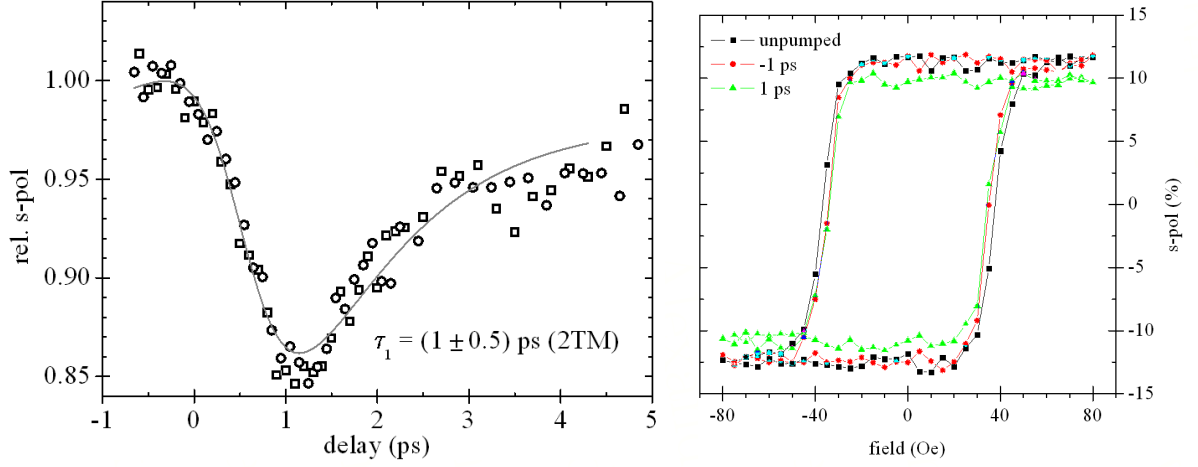 1.00
0.95
0.90
0.85
rel. s-pol
τ1 = (1 ± 0.5) ps (2TM)
-1 0 1 2 3 4 5
delay (ps)
unpumped
-1 ps
1 ps
15
10
5
0
-5
-10
-15
s-pol (%)
-80 -40 0 40 80
field (Oe)